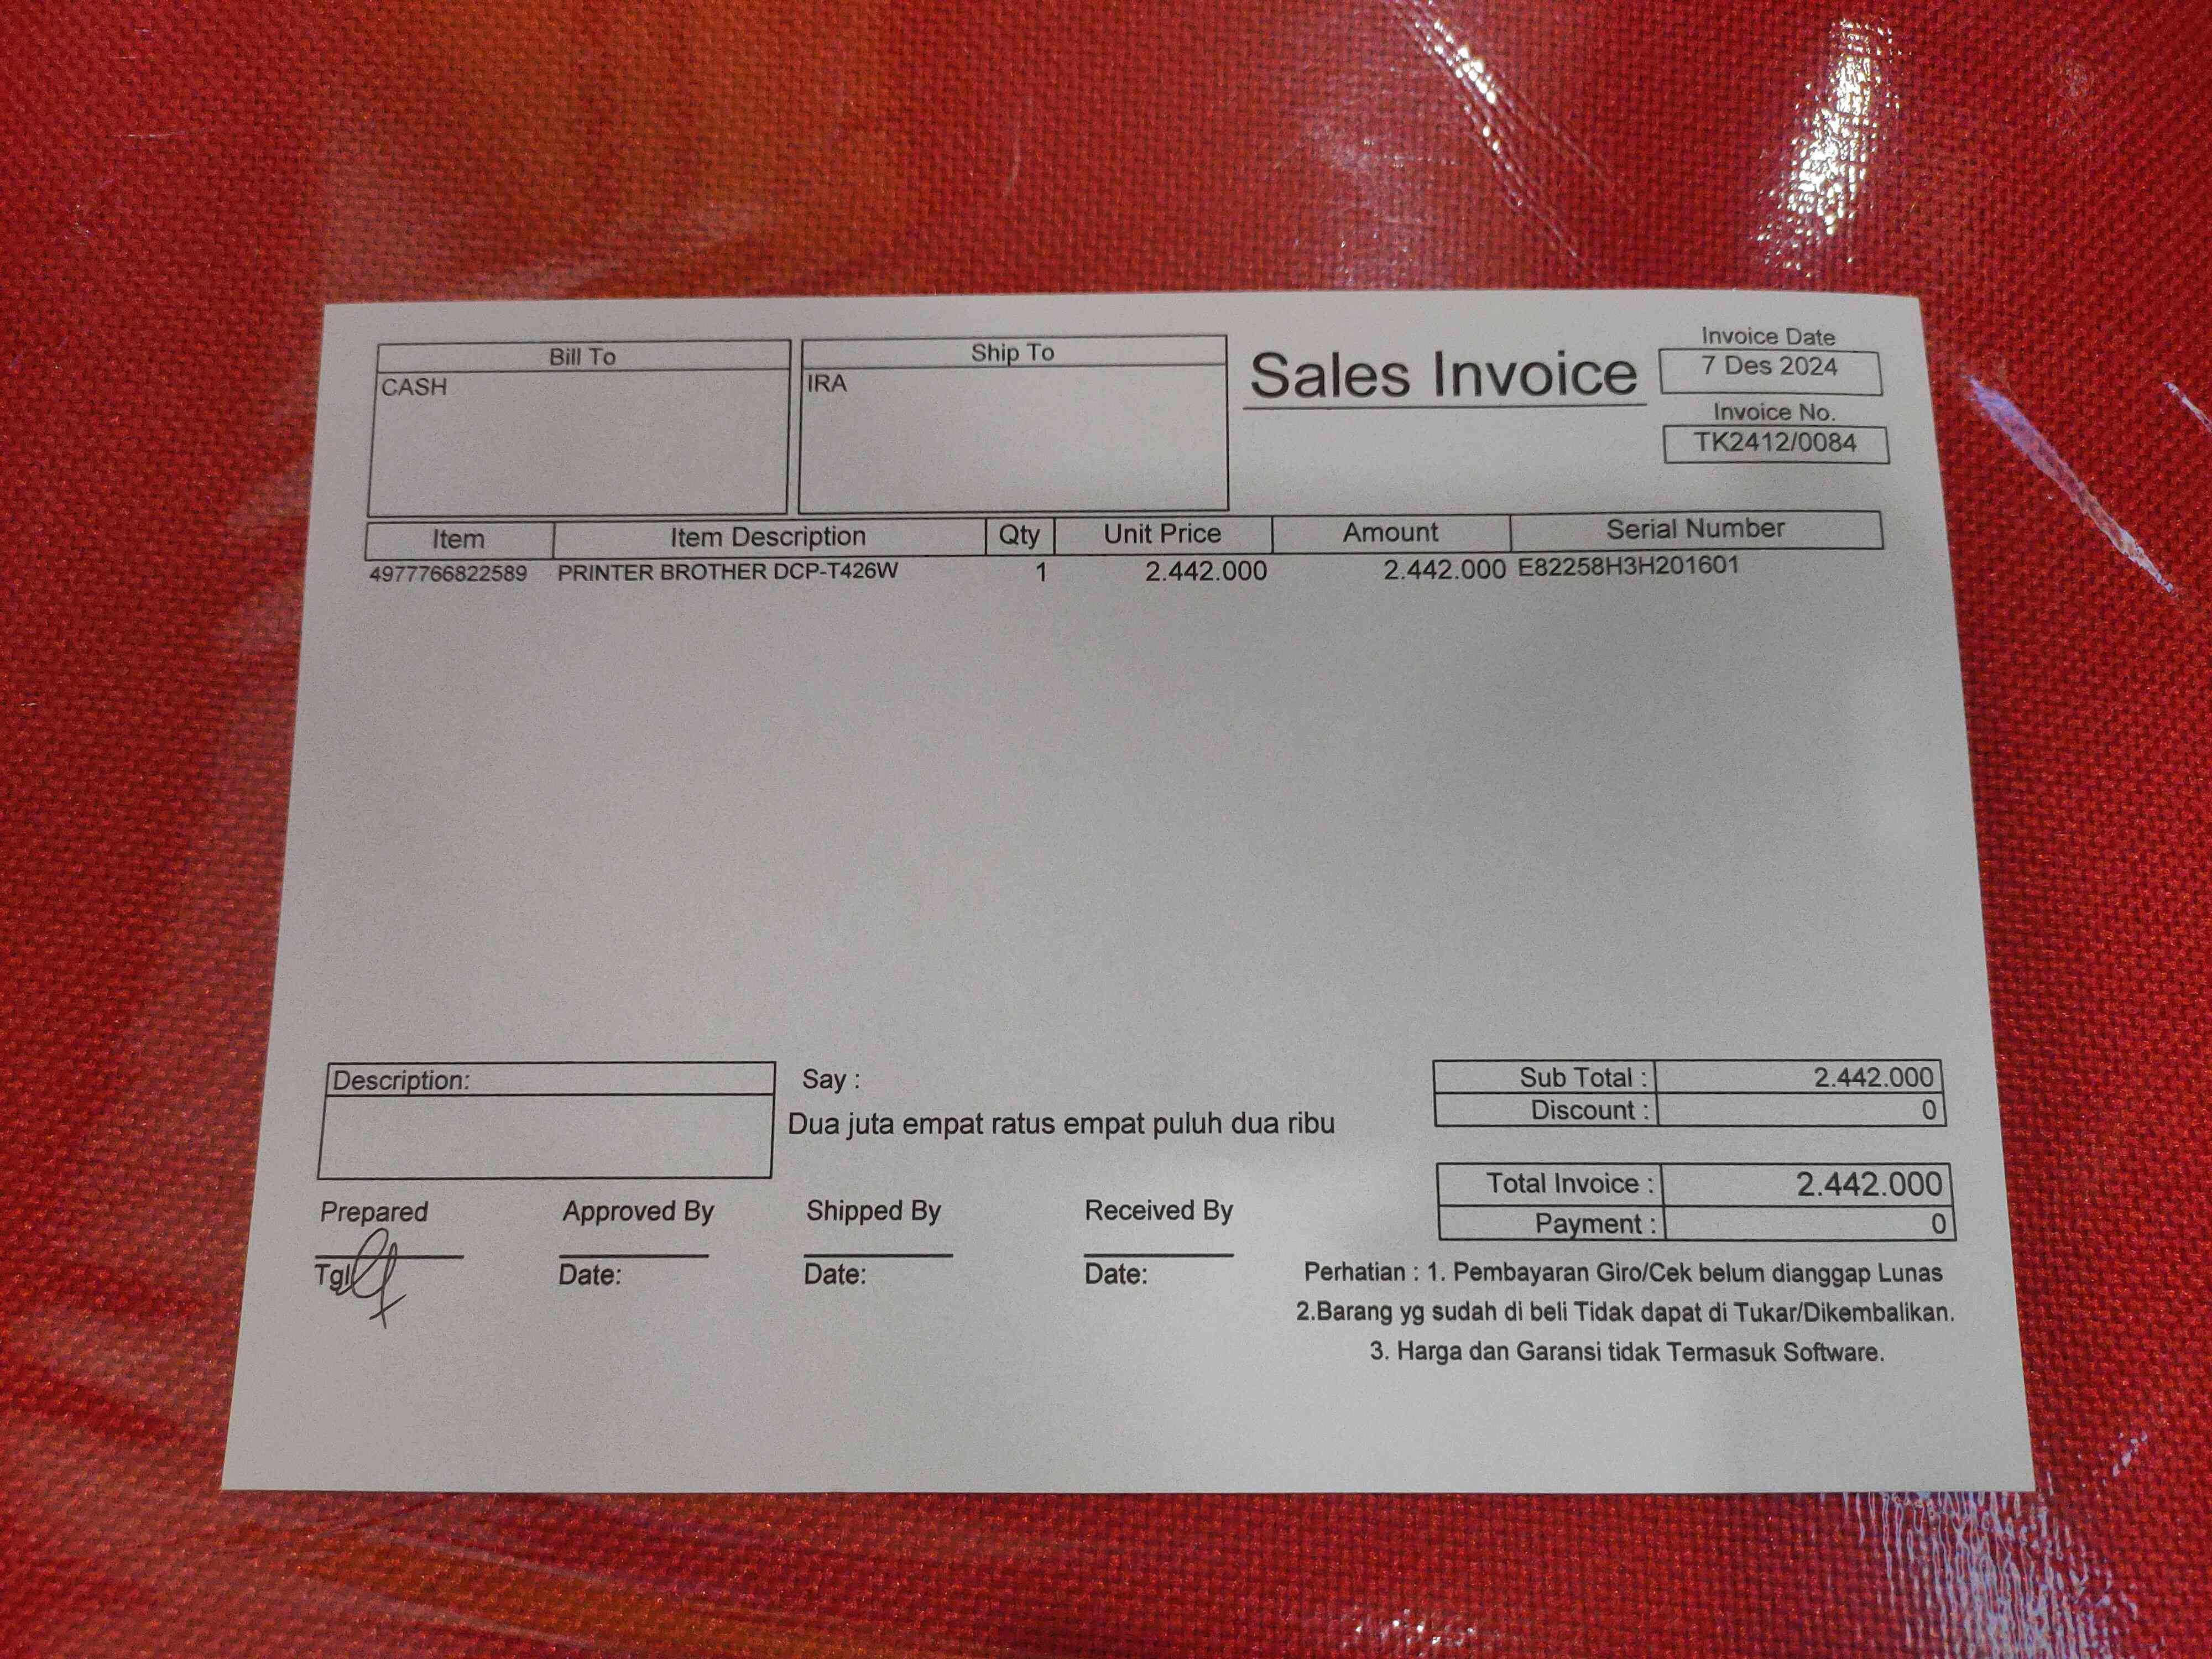 Bill To
CASH
Ship To
IRA
Sales Invoice
Invoice Date
7 Des 2024
Invoice No.
TK2412/0084
Item Item Description Qty Unit Price Amount Serial Number
4977766822589 PRINTER BROTHER DCP-T426W 1 2.442.000 2.442.000 E82258H3H201601
Description:
Say :
Dua juta empat ratus empat puluh dua ribu
Sub Total : 2.442.000
Discount : 0
Total Invoice : 2.442.000
Payment : 0
Prepared Approved By Shipped By Received By
Tgl Date: Date: Date:
Perhatian : 1. Pembayaran Giro/Cek belum dianggap Lunas
2.Barang yg sudah di beli Tidak dapat di Tukar/Dikembalikan.
3. Harga dan Garansi tidak Termasuk Software.